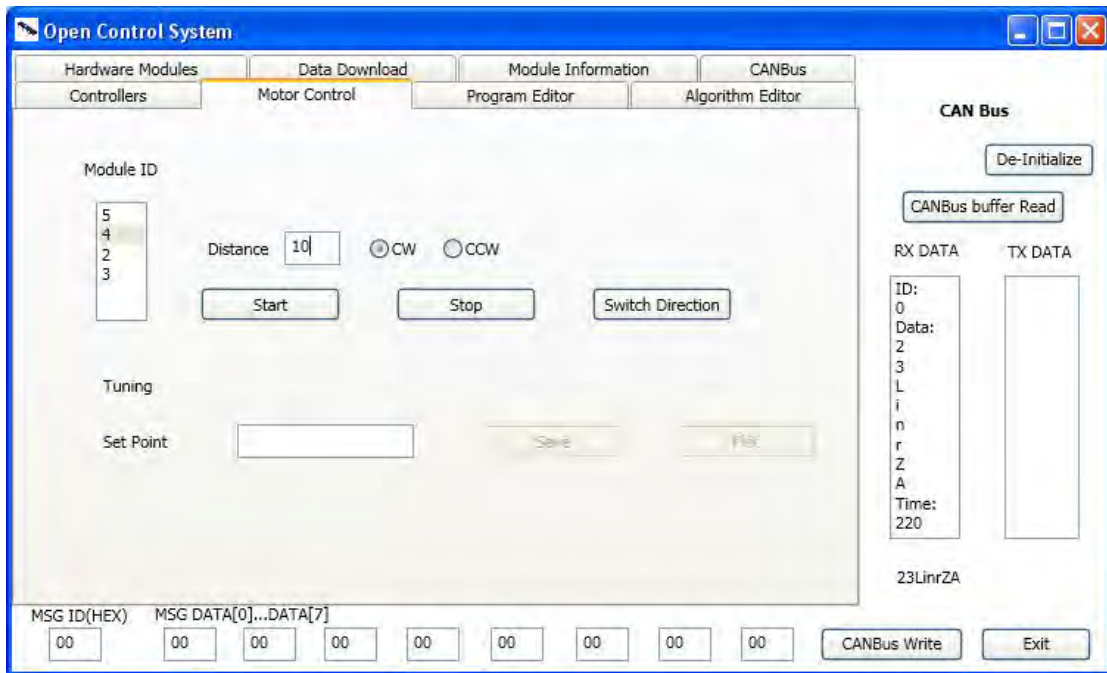 Open Control System
Hardware Modules Data Download Module Information CANBus
Controllers Motor Control Program Editor Algorithm Editor
CAN Bus
De-Initialize
Module ID
CANBus buffer Read
5
4
2
3
Distance 10 CW CCW
RX DATA TX DATA
Start Stop Switch Direction
ID:
0
Data:
2
3
L
i
n
r
Z
A
Time:
220
Tuning
Set Point Save
23LinrZA
MSG ID(HEX) MSG DATA[0]...DATA[7]
00 00 00 00 00 00 00 00 00 CANBus Write Exit